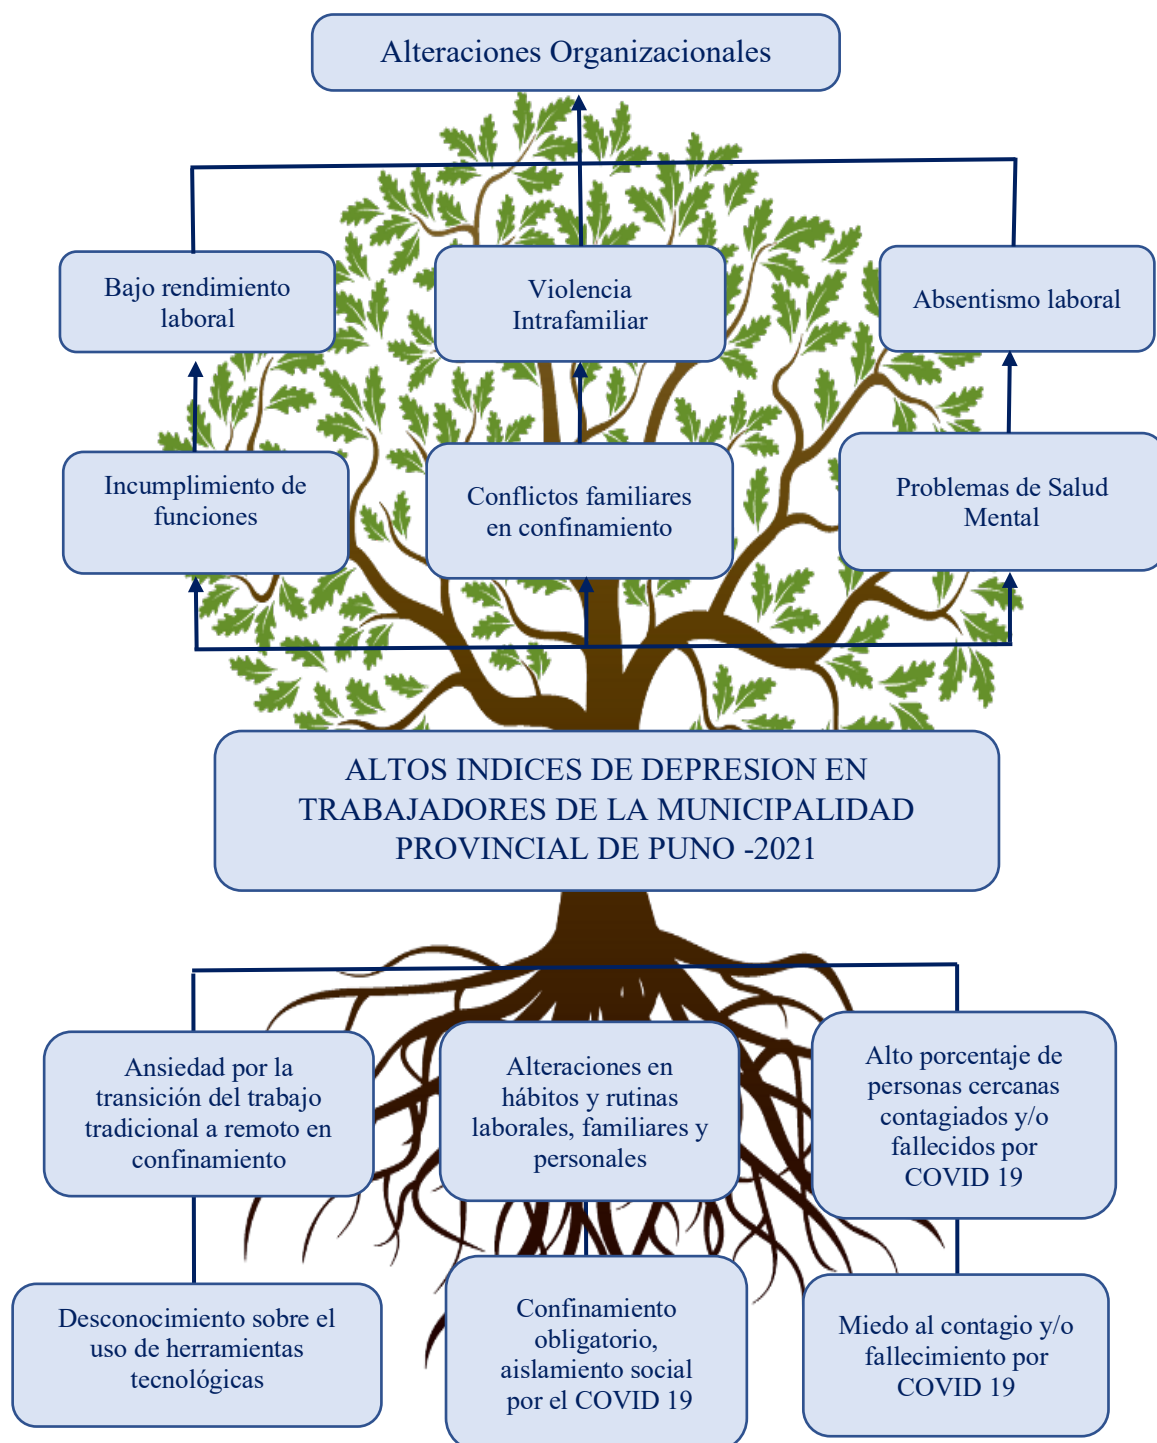 Alteraciones Organizacionales
Bajo rendimiento
laboral
Violencia
Intrafamiliar
Absentismo laboral
Incumplimiento de
funciones
Conflictos familiares
en confinamiento
Problemas de Salud
Mental
ALTOS INDICES DE DEPRESION EN
TRABAJADORES DE LA MUNICIPALIDAD
PROVINCIAL DE PUNO -2021
Ansiedad por la
transición del trabajo
tradicional a remoto en
confinamiento
Alteraciones en
hábitos y rutinas
laborales, familiares y
personales
Alto porcentaje de
personas cercanas
contagiados y/o
fallecidos por
COVID 19
Desconocimiento sobre el
uso de herramientas
tecnológicas
Confinamiento
obligatorio,
aislamiento social
por el COVID 19
Miedo al contagio y/o
fallecimiento por
COVID 19